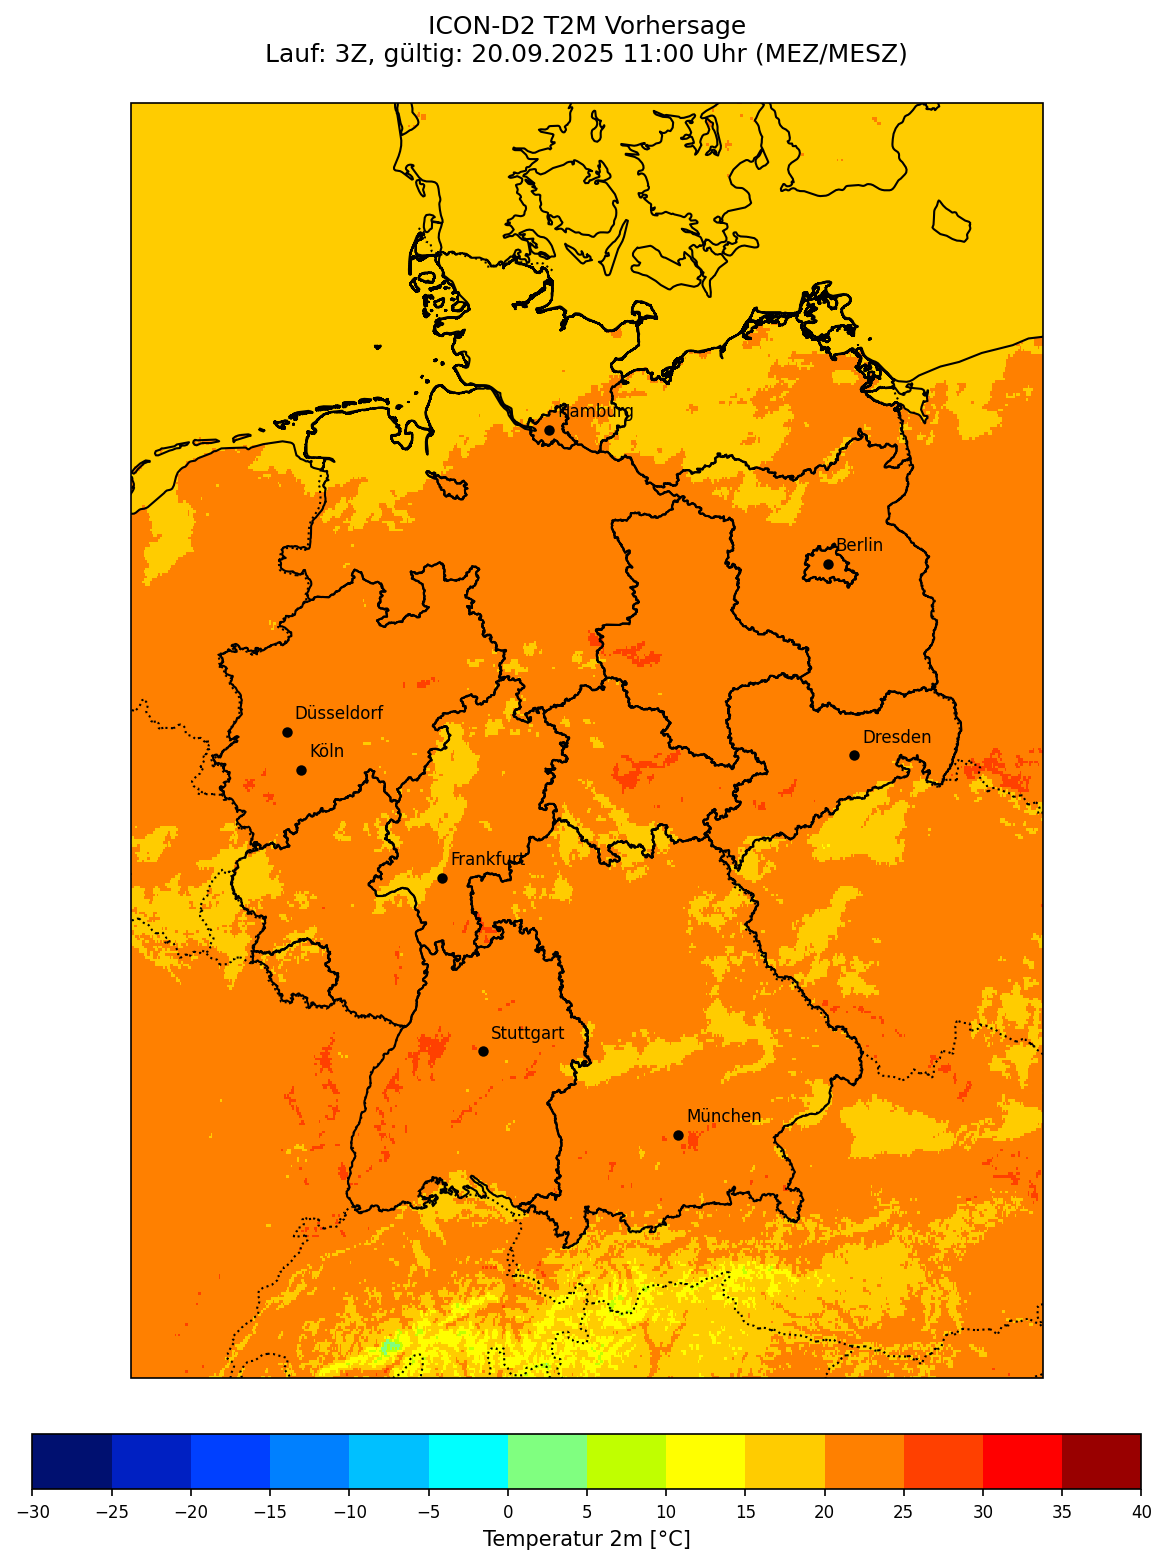 ICON-D2 T2M Vorhersage
Lauf: 3Z, gültig: 20.09.2025 11:00 Uhr (MEZ/MESZ)
Hamburg
Berlin
Düsseldorf
Dresden
Köln
Frankfurt
Stuttgart
München
−30 −25 −20 −15 −10 −5 0 5 10 15 20 25 30 35 40
Temperatur 2m [°C]